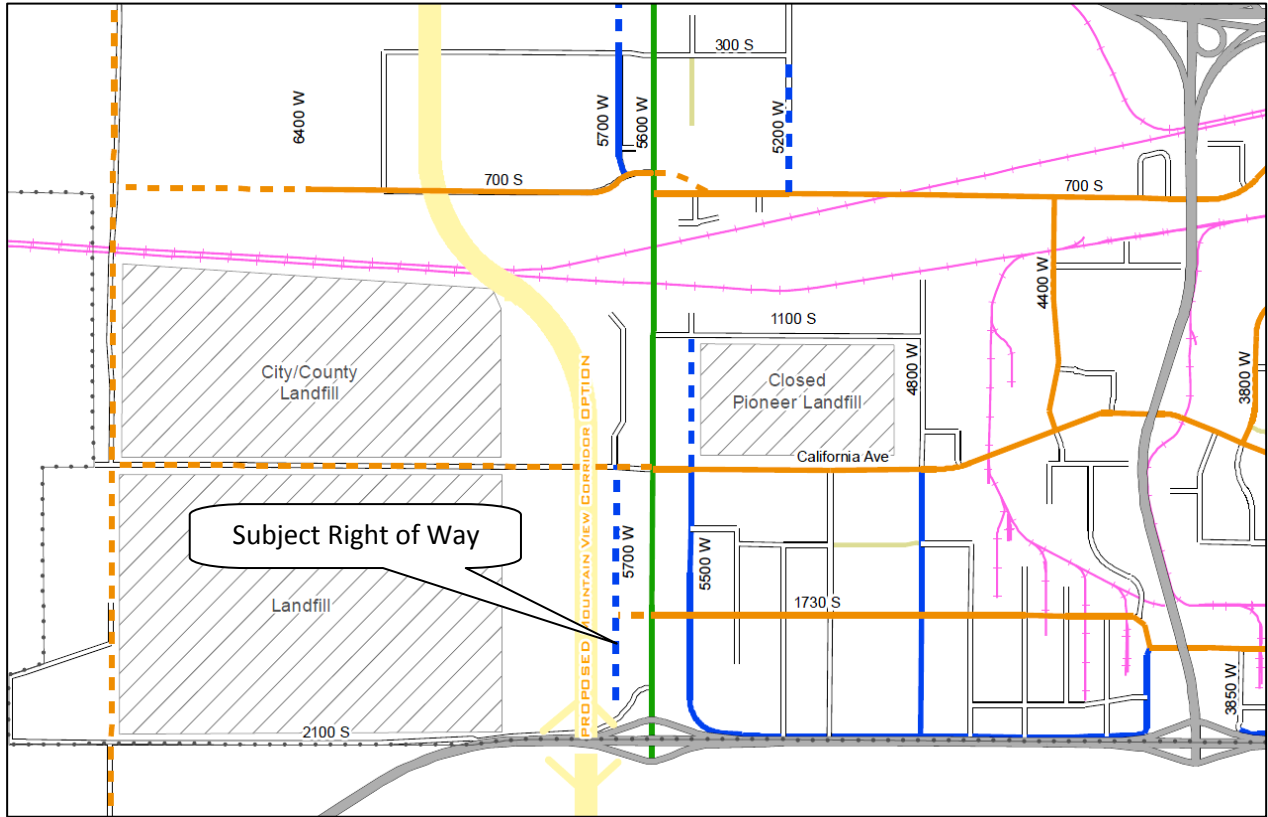 300 S
6400 W
5700 W
5600 W
5200 W
700 S
700 S
4400 W
1100 S
City/County
Landfill
Closed
Pioneer Landfill
4800 W
3800 W
PROPOSED MOUNTAIN VIEW CORRIDOR OPTION
California Ave
Subject Right of Way
5700 W
5500 W
Landfill
1730 S
3850 W
2100 S